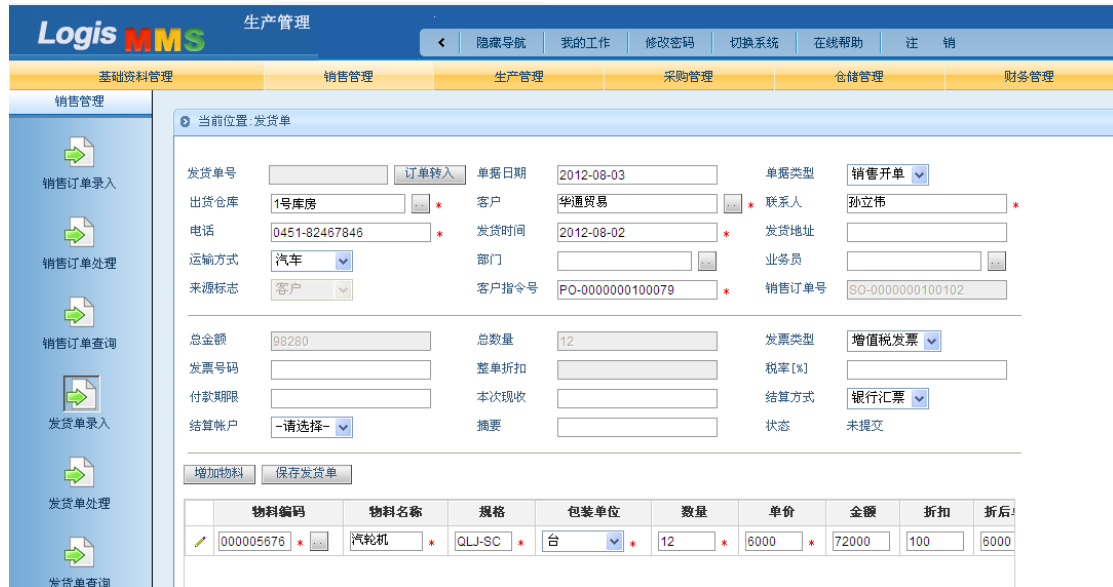 Logis MMS
生产管理
隐藏导航 我的工作 修改密码 切换系统 在线帮助 注 销
基础资料管理 销售管理 生产管理 采购管理 仓储管理 财务管理
销售管理
当前位置:发货单
销售订单录入
销售订单处理
销售订单查询
发货单录入
发货单处理
发货单查询
发货单号 订单转入 单据日期 2012-08-03 单据类型 销售开单
出货仓库 1号库房 .. * 客户 华通贸易 .. * 联系人 孙立伟 *
电话 0451-82467846 * 发货时间 2012-08-02 * 发货地址
运输方式 汽车 部门 .. 业务员 ..
来源标志 客户 客户指令号 PO-0000000100079 * 销售订单号 SO-0000000100102
总金额 98280 总数量 12 发票类型 增值税发票
发票号码 整单折扣 税率[%]
付款期限 本次现收 结算方式 银行汇票
结算帐户 -请选择- 摘要 状态 未提交
增加物料 保存发货单
物料编码 物料名称 规格 包装单位 数量 单价 金额 折扣 折后
000005676 * .. 汽轮机 * QLJ-SC * 台 * 12 * 6000 * 72000 100 6000